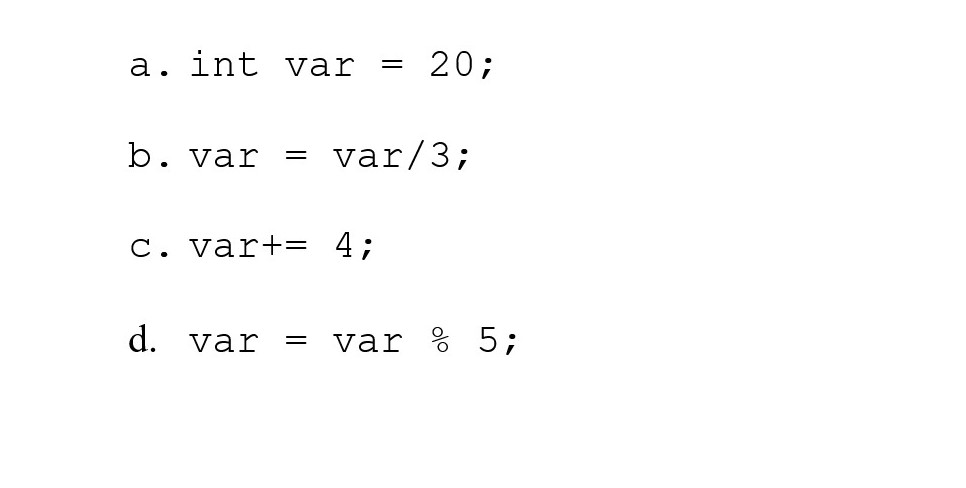 a. int var = 20;
b. var = var/3;
c. var+= 4;
d. var = var % 5;